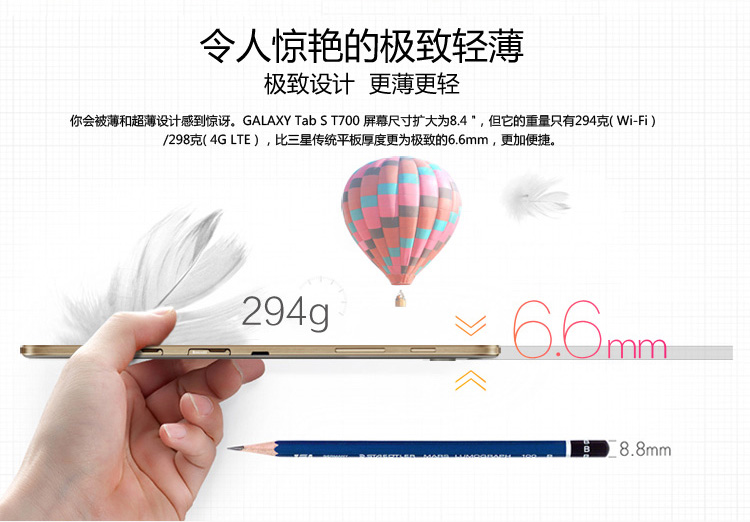 令人惊艳的极致轻薄
极致设计 更薄更轻
你会被薄和超薄设计感到惊讶。GALAXY Tab S T700 屏幕尺寸扩大为8.4 "，但它的重量只有294克( Wi-Fi )
/298克( 4G LTE ) ，比三星传统平板厚度更为极致的6.6mm，更加便捷。
294g
6.6mm
STAEDTLER MARS LUMOGRAPH 100 B
8.8mm